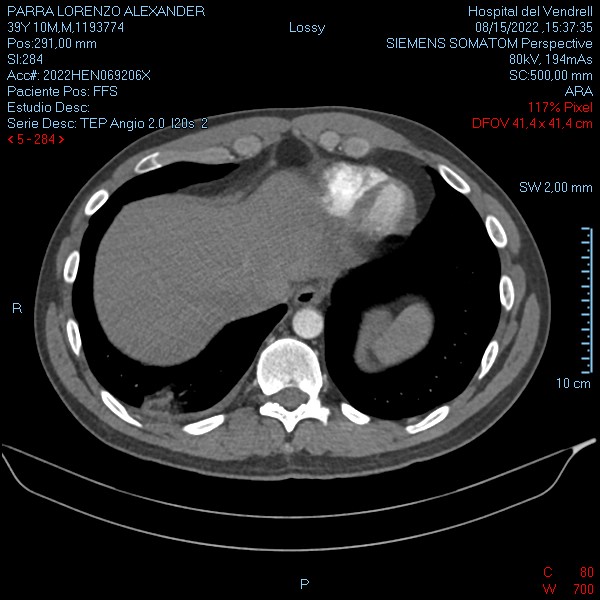 PARRA LORENZO ALEXANDER
39Y 10M,M,1193774
Pos:291,00 mm
SI:284
Acc#: 2022HEN069206X
Paciente Pos: FFS
Estudio Desc:
Serie Desc: TEP Angio 2.0 I20s 2
< 5 - 284 >
Lossy
Hospital del Vendrell
08/15/2022 ,15:37:35
SIEMENS SOMATOM Perspective
80kV, 194mAs
SC:500,00 mm
ARA
117% Pixel
DFOV 41,4 x 41,4 cm
SW 2,00 mm
R
10 cm
P
C 80
W 700